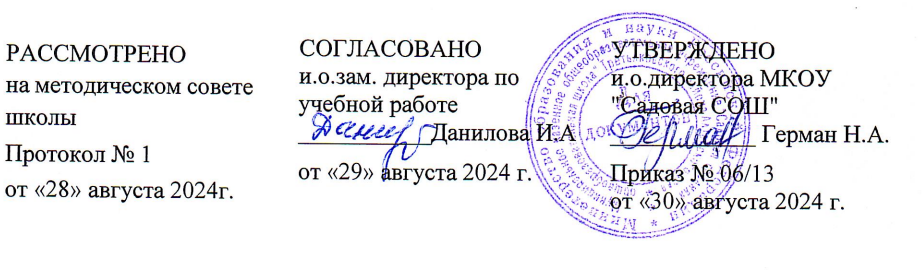 РАССМОТРЕНО
на методическом совете
школы
Протокол № 1
от «28» августа 2024г.
СОГЛАСОВАНО
и.о.зам. директора по
учебной работе
Данилова И.А
от «29» августа 2024 г.
УТВЕРЖДЕНО
и.о.директора МКОУ
"Садовая СОШ"
Герман Н.А.
Приказ № 06/13
от «30» августа 2024 г.